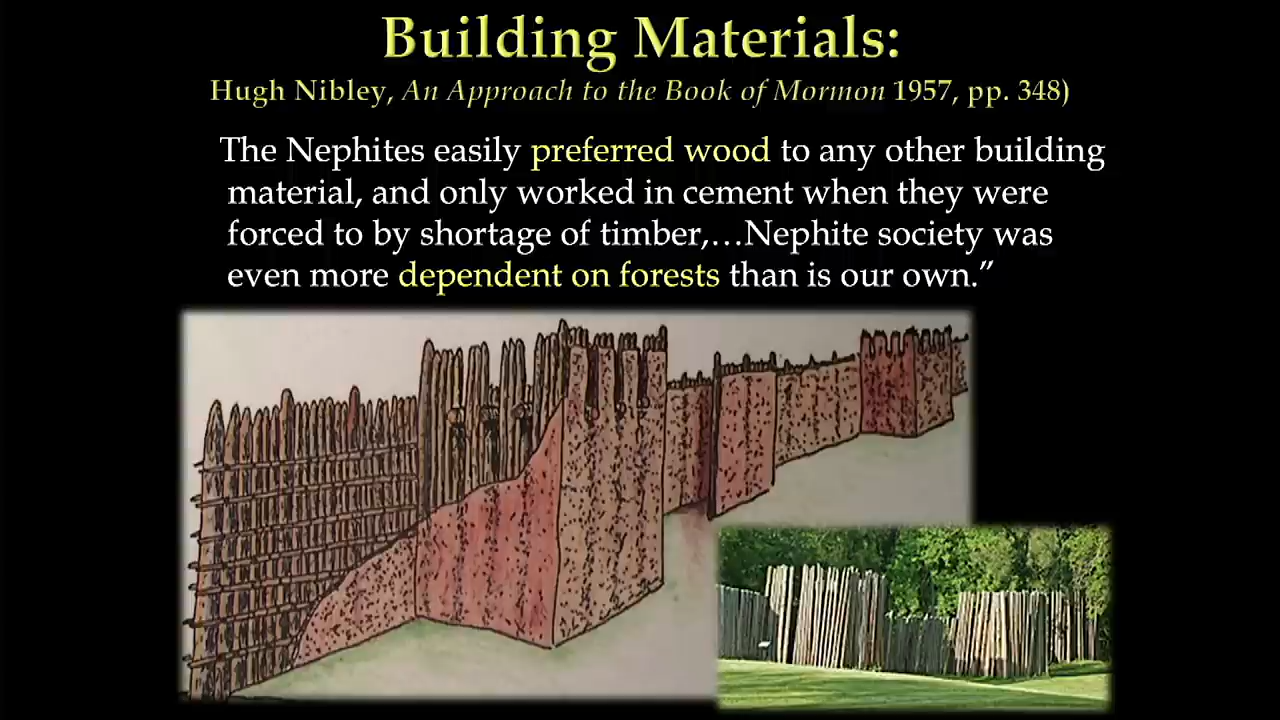 Building Materials:
Hugh Nibley, An Approach to the Book of Mormon 1957, pp. 348)
The Nephites easily preferred wood to any other building
material, and only worked in cement when they were
forced to by shortage of timber,…Nephite society was
even more dependent on forests than is our own.”